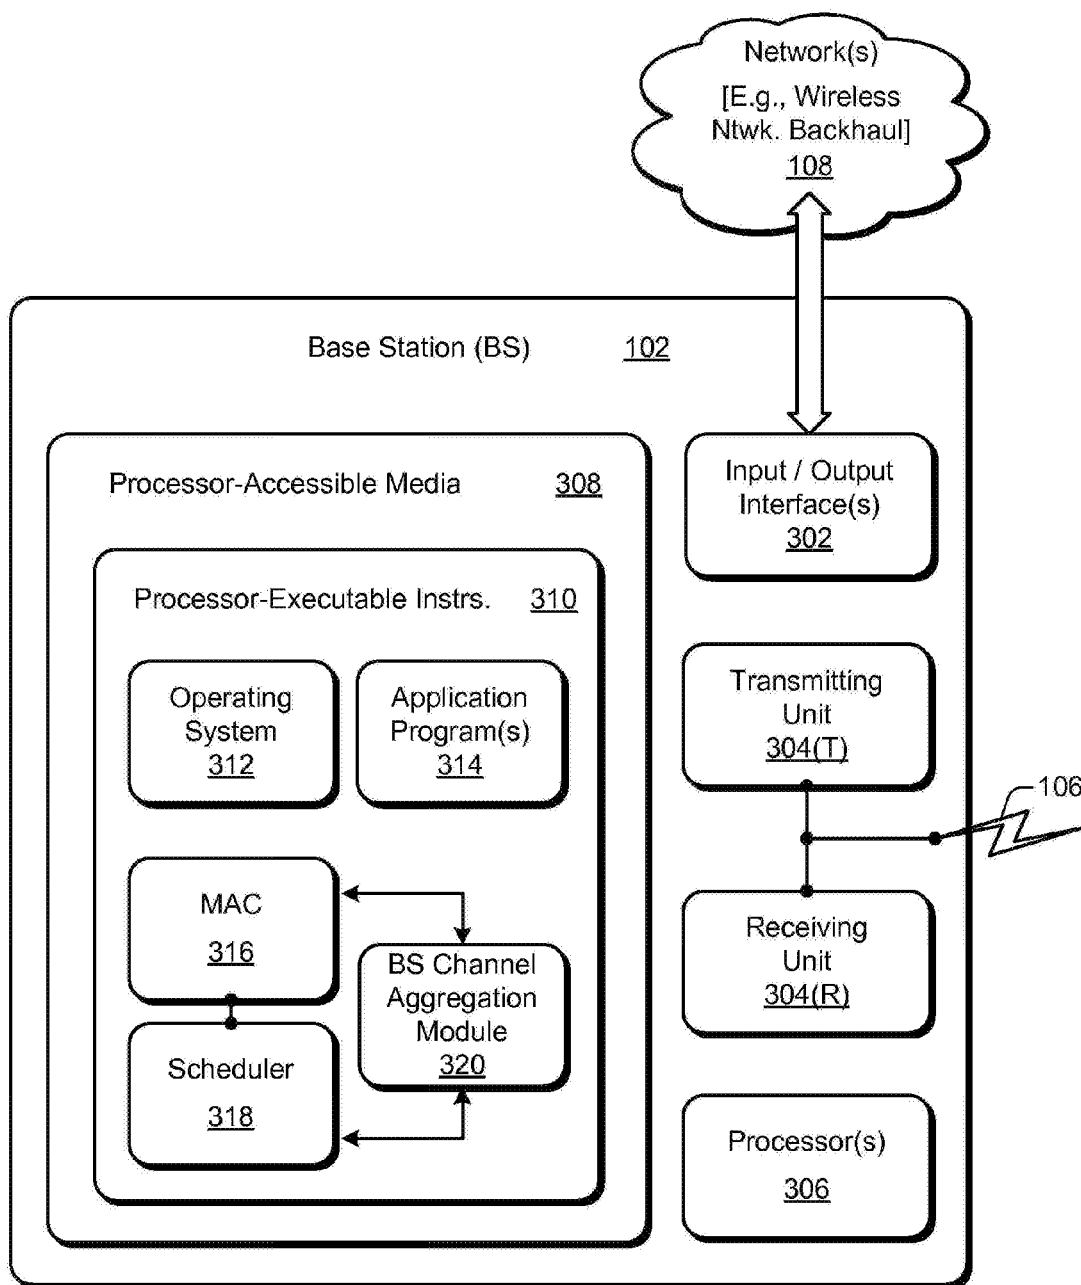 Network(s)
[E.g., Wireless
Ntwk. Backhaul]
108
Base Station (BS) 102
Processor-Accessible Media 308
Processor-Executable Instrs. 310
Operating
System
312
Application
Program(s)
314
MAC
316
Scheduler
318
BS Channel
Aggregation
Module
320
Input / Output
Interface(s)
302
Transmitting
Unit
304(T)
106
Receiving
Unit
304(R)
Processor(s)
306